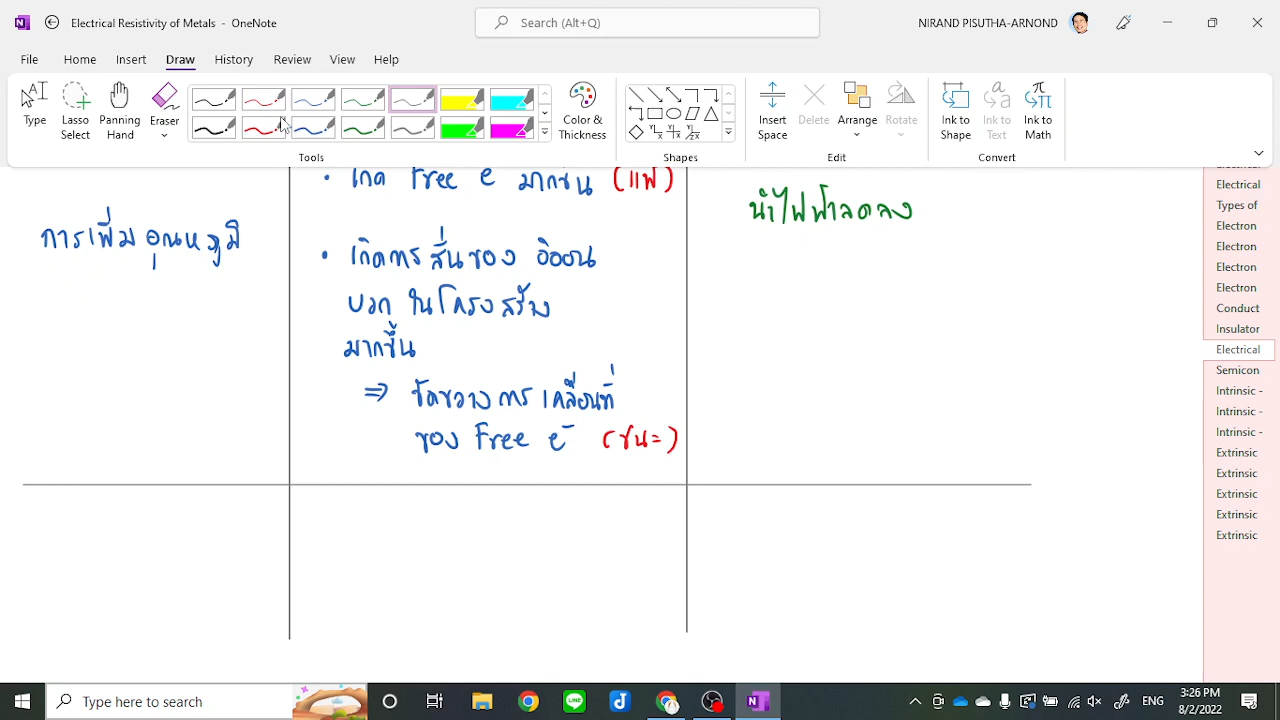 Electrical Resistivity of Metals - OneNote
Search (Alt+Q)
NIRAND PISUTHA-ARNOND
File Home Insert Draw History Review View Help
Type
Lasso Select
Panning Hand
Eraser
Color & Thickness
Insert Space
Delete
Arrange
Rotate
Ink to Shape
Ink to Text
Ink to Math
Tools
Shapes
Edit
Convert
• เกิด Free e มากขึ้น (แพ้)
นำไฟฟ้าลดลง
การเพิ่มอุณหภูมิ
• เกิดการสั่นของ อิออน
บวก ในโครงสร้าง
มากขึ้น
⇒ ขัดขวางการเคลื่อนที่
ของ Free e⁻ (ชนะ)
Electrical
Types of
Electron
Electron
Electron
Electron
Conduct
Insulator
Electrical
Semicon
Intrinsic -
Intrinsic -
Intrinsic -
Extrinsic
Extrinsic
Extrinsic
Extrinsic
Extrinsic
Type here to search
ENG
3:26 PM
8/2/2022